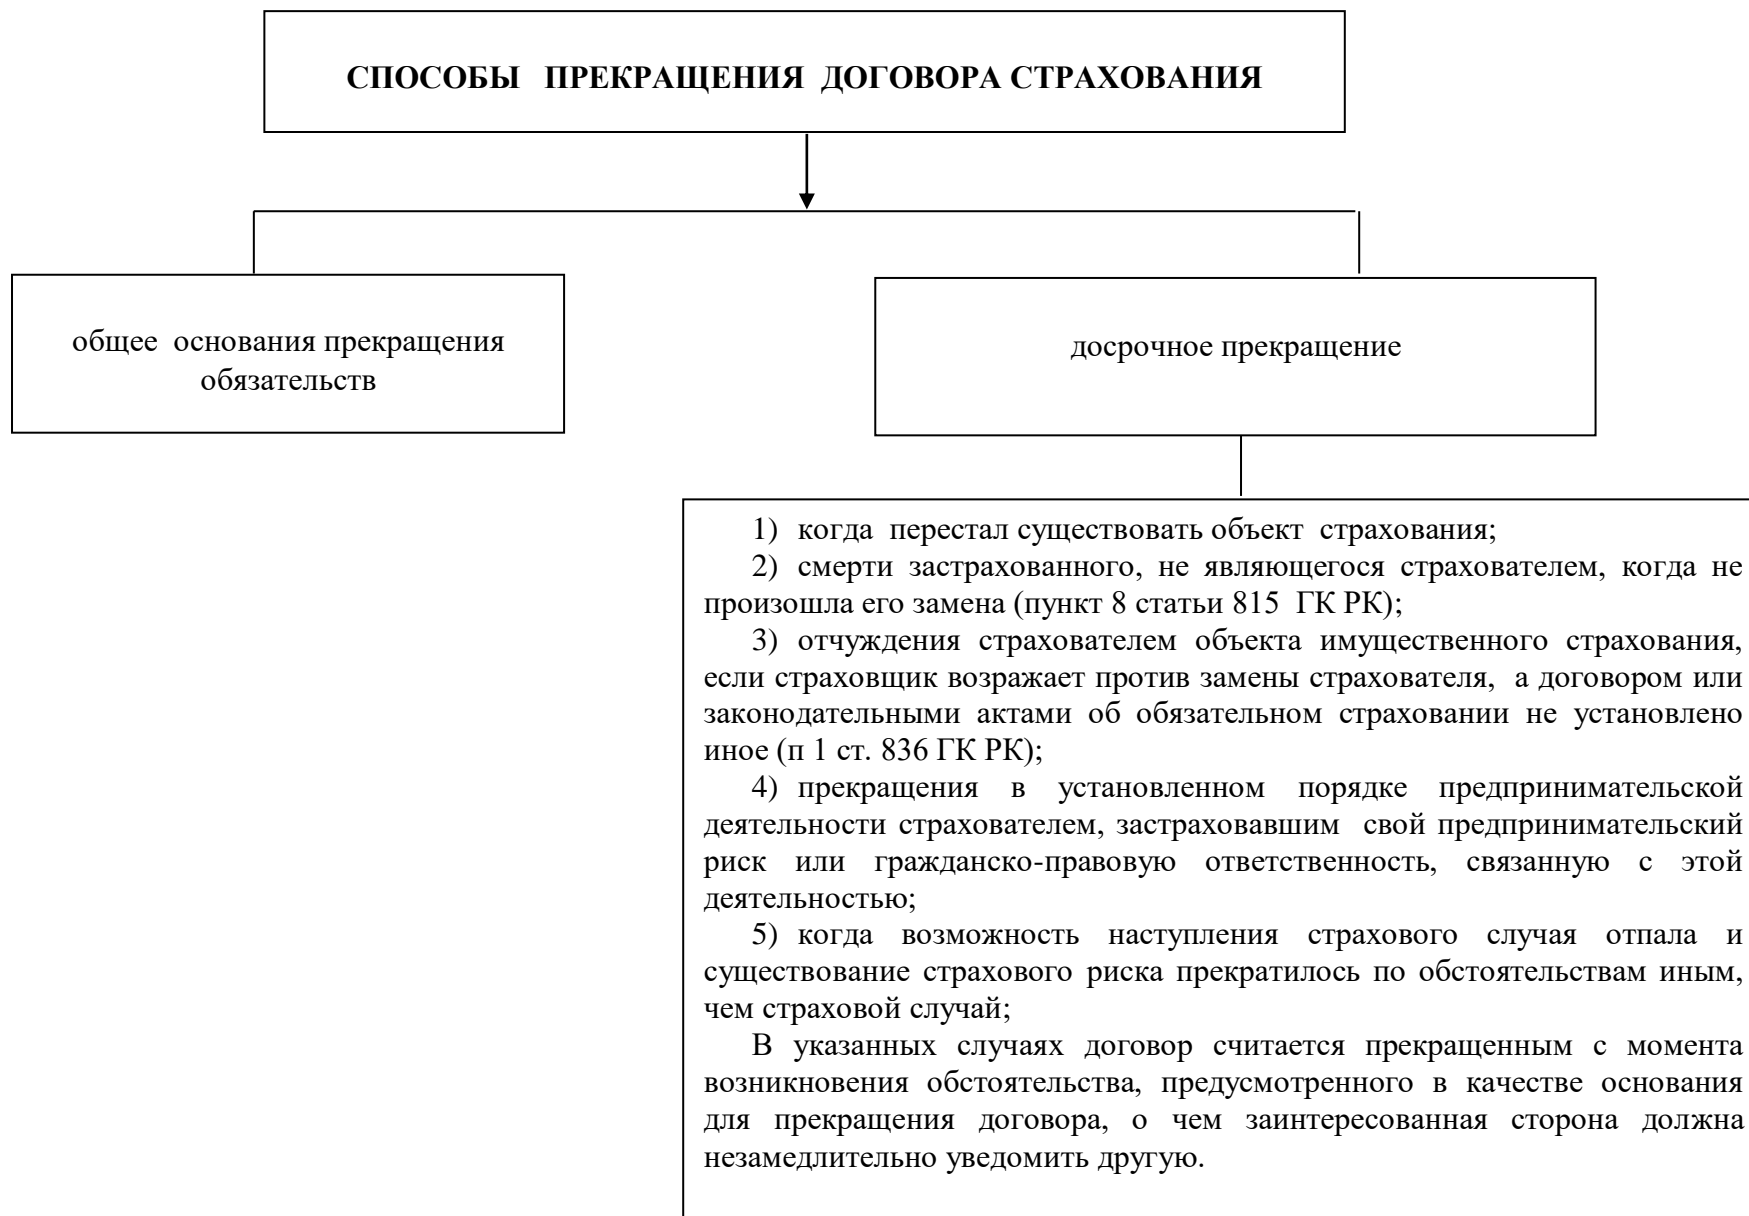 СПОСОБЫ ПРЕКРАЩЕНИЯ ДОГОВОРА СТРАХОВАНИЯ
общее основания прекращения
обязательств
досрочное прекращение
1) когда перестал существовать объект страхования;
2) смерти застрахованного, не являющегося страхователем, когда не
произошла его замена (пункт 8 статьи 815 ГК РК);
3) отчуждения страхователем объекта имущественного страхования,
если страховщик возражает против замены страхователя, а договором или
законодательными актами об обязательном страховании не установлено
иное (п 1 ст. 836 ГК РК);
4) прекращения в установленном порядке предпринимательской
деятельности страхователем, застраховавшим свой предпринимательский
риск или гражданско-правовую ответственность, связанную с этой
деятельностью;
5) когда возможность наступления страхового случая отпала и
существование страхового риска прекратилось по обстоятельствам иным,
чем страховой случай;
В указанных случаях договор считается прекращенным с момента
возникновения обстоятельства, предусмотренного в качестве основания
для прекращения договора, о чем заинтересованная сторона должна
незамедлительно уведомить другую.